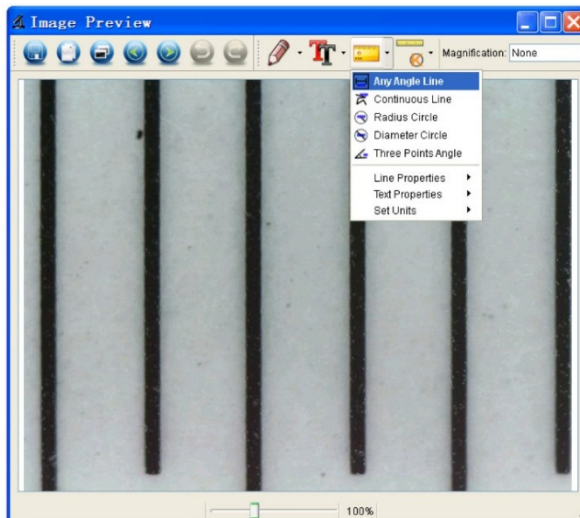 Image Preview
TT
Magnification: None
Any Angle Line
Continuous Line
Radius Circle
Diameter Circle
Three Points Angle
Line Properties
Text Properties
Set Units
100%